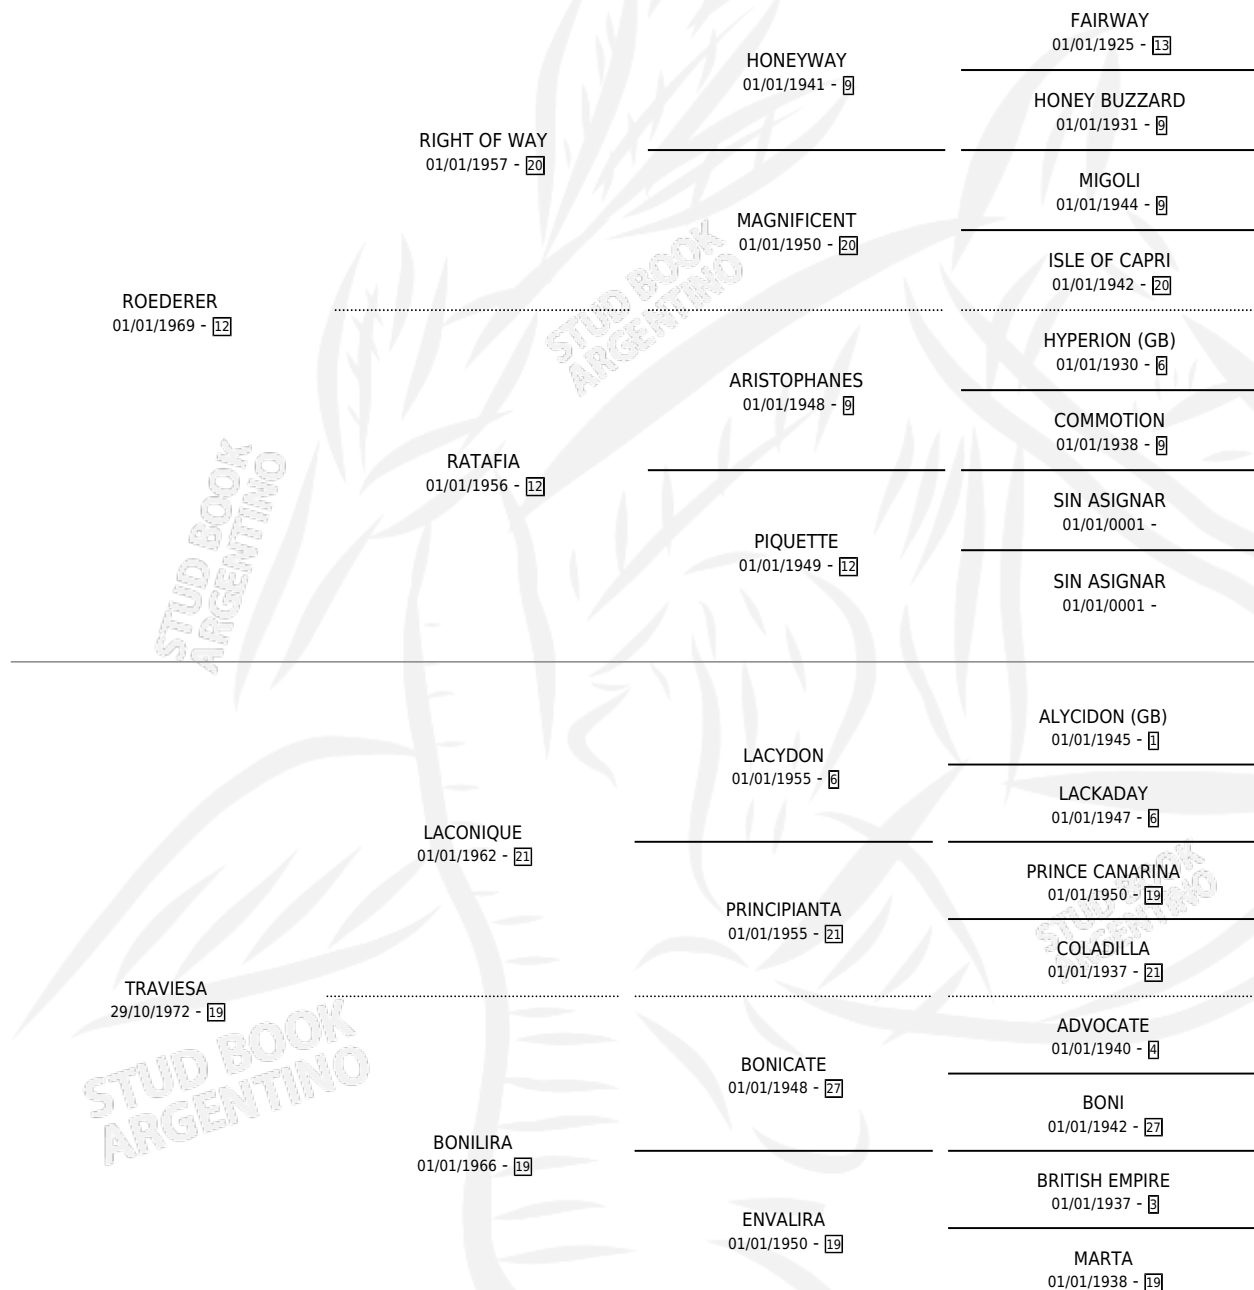 FAIRWAY
01/01/1925 - 13
HONEYWAY
01/01/1941 - 9
HONEY BUZZARD
01/01/1931 - 9
RIGHT OF WAY
01/01/1957 - 20
MIGOLI
01/01/1944 - 9
MAGNIFICENT
01/01/1950 - 20
ISLE OF CAPRI
01/01/1942 - 20
ROEDERER
01/01/1969 - 12
HYPERION (GB)
01/01/1930 - 6
ARISTOPHANES
01/01/1948 - 9
COMMOTION
01/01/1938 - 9
RATAFIA
01/01/1956 - 12
SIN ASIGNAR
01/01/0001 -
PIQUETTE
01/01/1949 - 12
SIN ASIGNAR
01/01/0001 -
ALYCIDON (GB)
01/01/1945 - 1
LACYDON
01/01/1955 - 6
LACKADAY
01/01/1947 - 6
LACONIQUE
01/01/1962 - 21
PRINCE CANARINA
01/01/1950 - 19
PRINCIPIANTA
01/01/1955 - 21
COLADILLA
01/01/1937 - 21
TRAVIESA
29/10/1972 - 19
ADVOCATE
01/01/1940 - 4
BONICATE
01/01/1948 - 27
BONI
01/01/1942 - 27
BONILIRA
01/01/1966 - 19
BRITISH EMPIRE
01/01/1937 - 3
ENVALIRA
01/01/1950 - 19
MARTA
01/01/1938 - 19
STUD BOOK
ARGENTINO
STUD BOOK
ARGENTINO
STUD BOOK
ARGENTINO
STUD BOOK
ARGENTINO